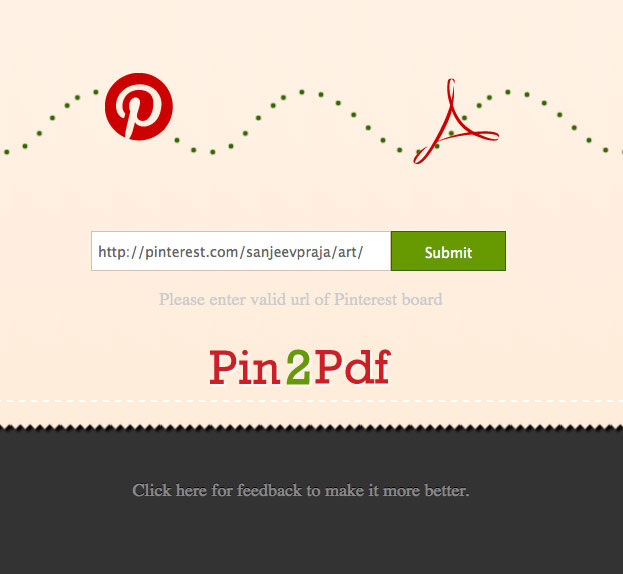 http://pinterest.com/sanjeevpraja/art/ Submit
Please enter valid url of Pinterest board
Pin2Pdf
Click here for feedback to make it more better.